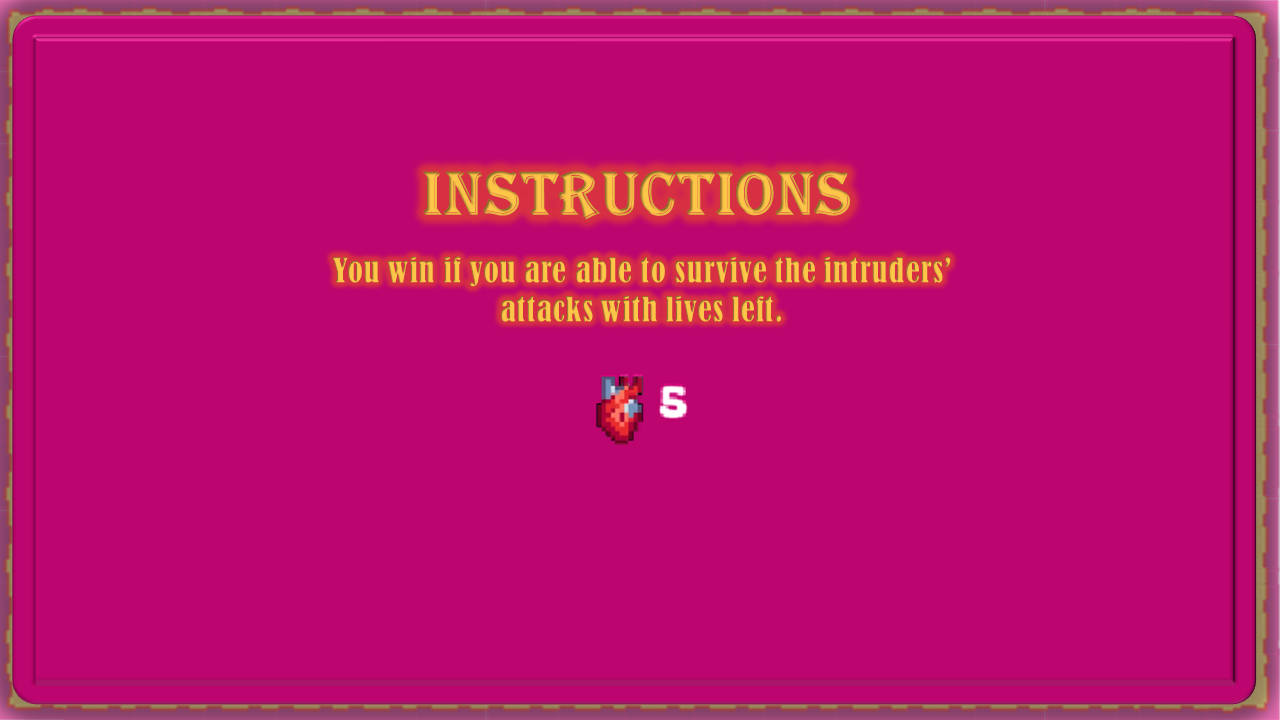 INSTRUCTIONS
You win if you are able to survive the intruders’
attacks with lives left.
5